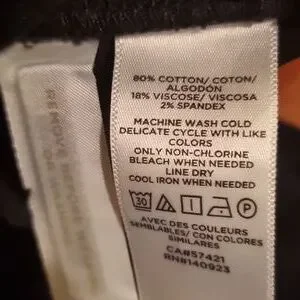 80% COTTON/ COTON/
ALGODÓN
18% VISCOSE/ VISCOSA
2% SPANDEX
MACHINE WASH COLD
DELICATE CYCLE WITH LIKE
COLORS
ONLY NON-CHLORINE
BLEACH WHEN NEEDED
LINE DRY
COOL IRON WHEN NEEDED
30
AVEC DES COULEURS
SEMBLABLES/ CON COLORES
SIMILARES
CA#57421
RN#140923
REMOVE